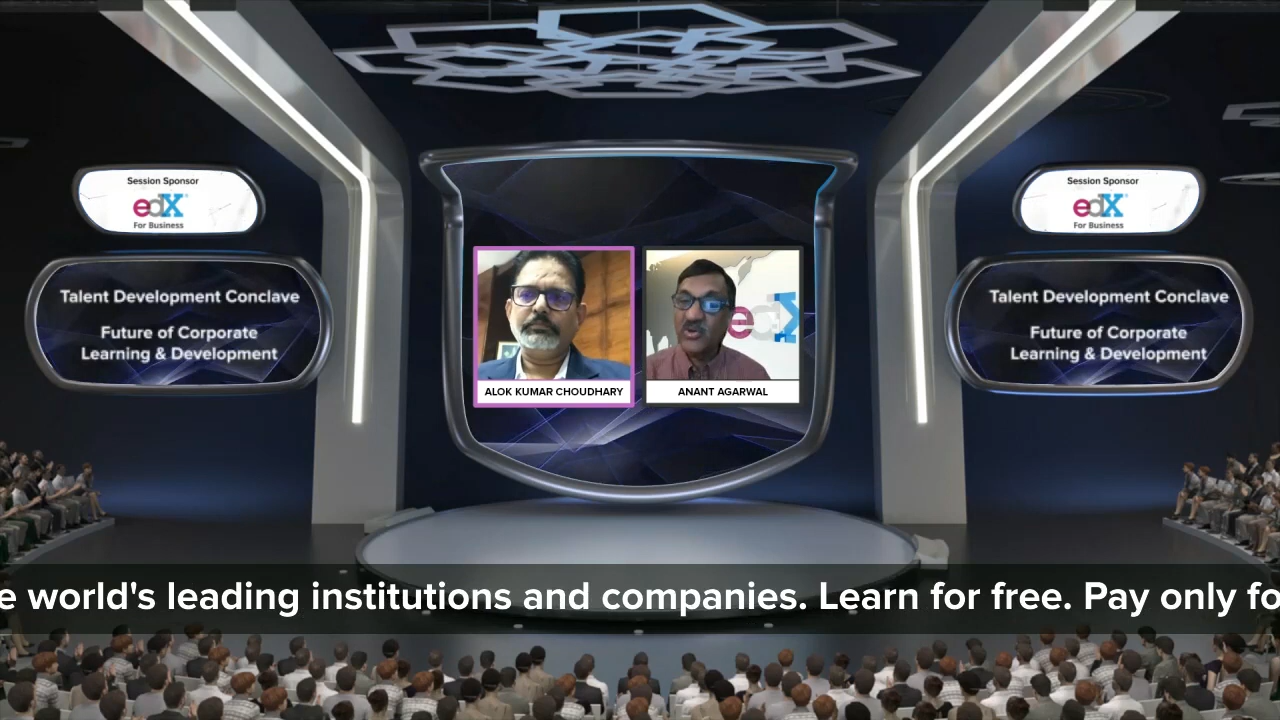 Session Sponsor
edX
For Business
Talent Development Conclave
Future of Corporate
Learning & Development
ALOK KUMAR CHOUDHARY
edX
ANANT AGARWAL
Session Sponsor
edX
For Business
Talent Development Conclave
Future of Corporate
Learning & Development
e world's leading institutions and companies. Learn for free. Pay only fo